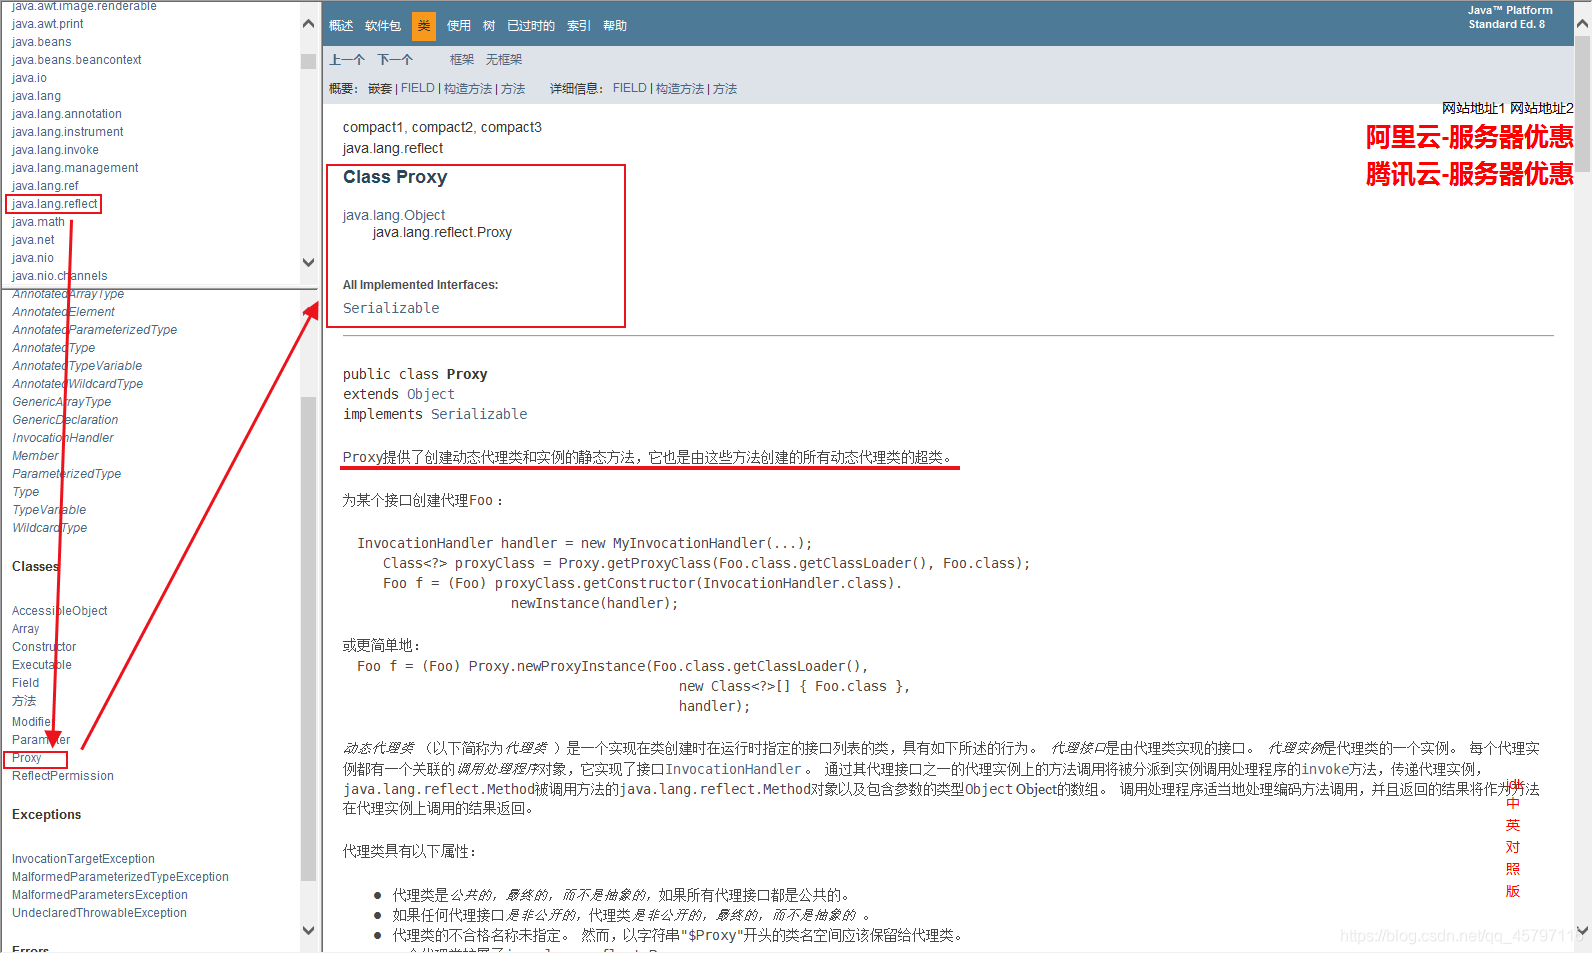 java.awt.image.renderable
java.awt.print
java.beans
java.beans.beancontext
java.io
java.lang
java.lang.annotation
java.lang.instrument
java.lang.invoke
java.lang.management
java.lang.ref
java.lang.reflect
java.math
java.net
java.nio
java.nio.channels
AnnotatedArrayType
AnnotatedElement
AnnotatedParameterizedType
AnnotatedType
AnnotatedTypeVariable
AnnotatedWildcardType
GenericArrayType
GenericDeclaration
InvocationHandler
Member
ParameterizedType
Type
TypeVariable
WildcardType
Classes
AccessibleObject
Array
Constructor
Executable
Field
方法
Modifier
Parameter
Proxy
ReflectPermission
Exceptions
InvocationTargetException
MalformedParameterizedTypeException
MalformedParametersException
UndeclaredThrowableException
Errors
概述 软件包 类 使用 树 已过时的 索引 帮助
Java™ Platform
Standard Ed. 8
上一个 下一个 框架 无框架
概要： 嵌套 | FIELD | 构造方法 | 方法 详细信息： FIELD | 构造方法 | 方法
网站地址1 网站地址2
阿里云-服务器优惠
腾讯云-服务器优惠
compact1, compact2, compact3
java.lang.reflect
Class Proxy
java.lang.Object
java.lang.reflect.Proxy
All Implemented Interfaces:
Serializable
public class Proxy
extends Object
implements Serializable
Proxy提供了创建动态代理类和实例的静态方法，它也是由这些方法创建的所有动态代理类的超类。
为某个接口创建代理Foo ：
InvocationHandler handler = new MyInvocationHandler(...);
Class<?> proxyClass = Proxy.getProxyClass(Foo.class.getClassLoader(), Foo.class);
Foo f = (Foo) proxyClass.getConstructor(InvocationHandler.class).
newInstance(handler);
或更简单地：
Foo f = (Foo) Proxy.newProxyInstance(Foo.class.getClassLoader(),
new Class<?>[] { Foo.class },
handler);
动态代理类 （以下简称为代理类 ）是一个实现在类创建时在运行时指定的接口列表的类，具有如下所述的行为。 代理接口是由代理类实现的接口。 代理实例是代理类的一个实例。 每个代理实
例都有一个关联的调用处理程序对象，它实现了接口InvocationHandler 。 通过其代理接口之一的代理实例上的方法调用将被分派到实例调用处理程序的invoke方法，传递代理实例，
java.lang.reflect.Method被调用方法的java.lang.reflect.Method对象以及包含参数的类型Object Object的数组。 调用处理程序适当地处理编码方法调用，并且返回的结果将作为方法
在代理实例上调用的结果返回。
代理类具有以下属性：
● 代理类是公共的，最终的，而不是抽象的，如果所有代理接口都是公共的。
● 如果任何代理接口是非公开的，代理类是非公开的，最终的，而不是抽象的 。
● 代理类的不合格名称未指定。 然而，以字符串"$Proxy"开头的类名空间应该保留给代理类。
jdk
中
英
对
照
版